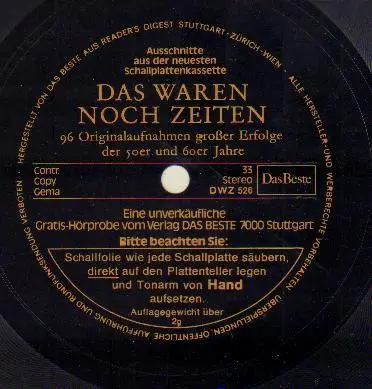 HERGESTELLT VON DAS BESTE AUS READER'S DIGEST STUTTGART-ZÜRICH-WIEN · ALLE HERSTELLER-UND WERBERECHTE VORBEHALTEN · ÜBERSPIELUNGEN, ÖFFENTLICHE AUFFÜHRUNG UND RUNDFUNKSENDUNG VERBOTEN ·
Ausschnitte
aus der neuesten
Schallplattenkassette
DAS WAREN
NOCH ZEITEN
96 Originalaufnahmen großer Erfolge
der 50er und 60er Jahre
Contr. 33
Copy Stereo
Gema DWZ 526
Das Beste
Eine unverkäufliche
Gratis-Hörprobe vom Verlag DAS BESTE 7000 Stuttgart
Bitte beachten Sie:
Schallfolie wie jede Schallplatte säubern,
direkt auf den Plattenteller legen
und Tonarm von Hand
aufsetzen.
Auflagegewicht über
2g